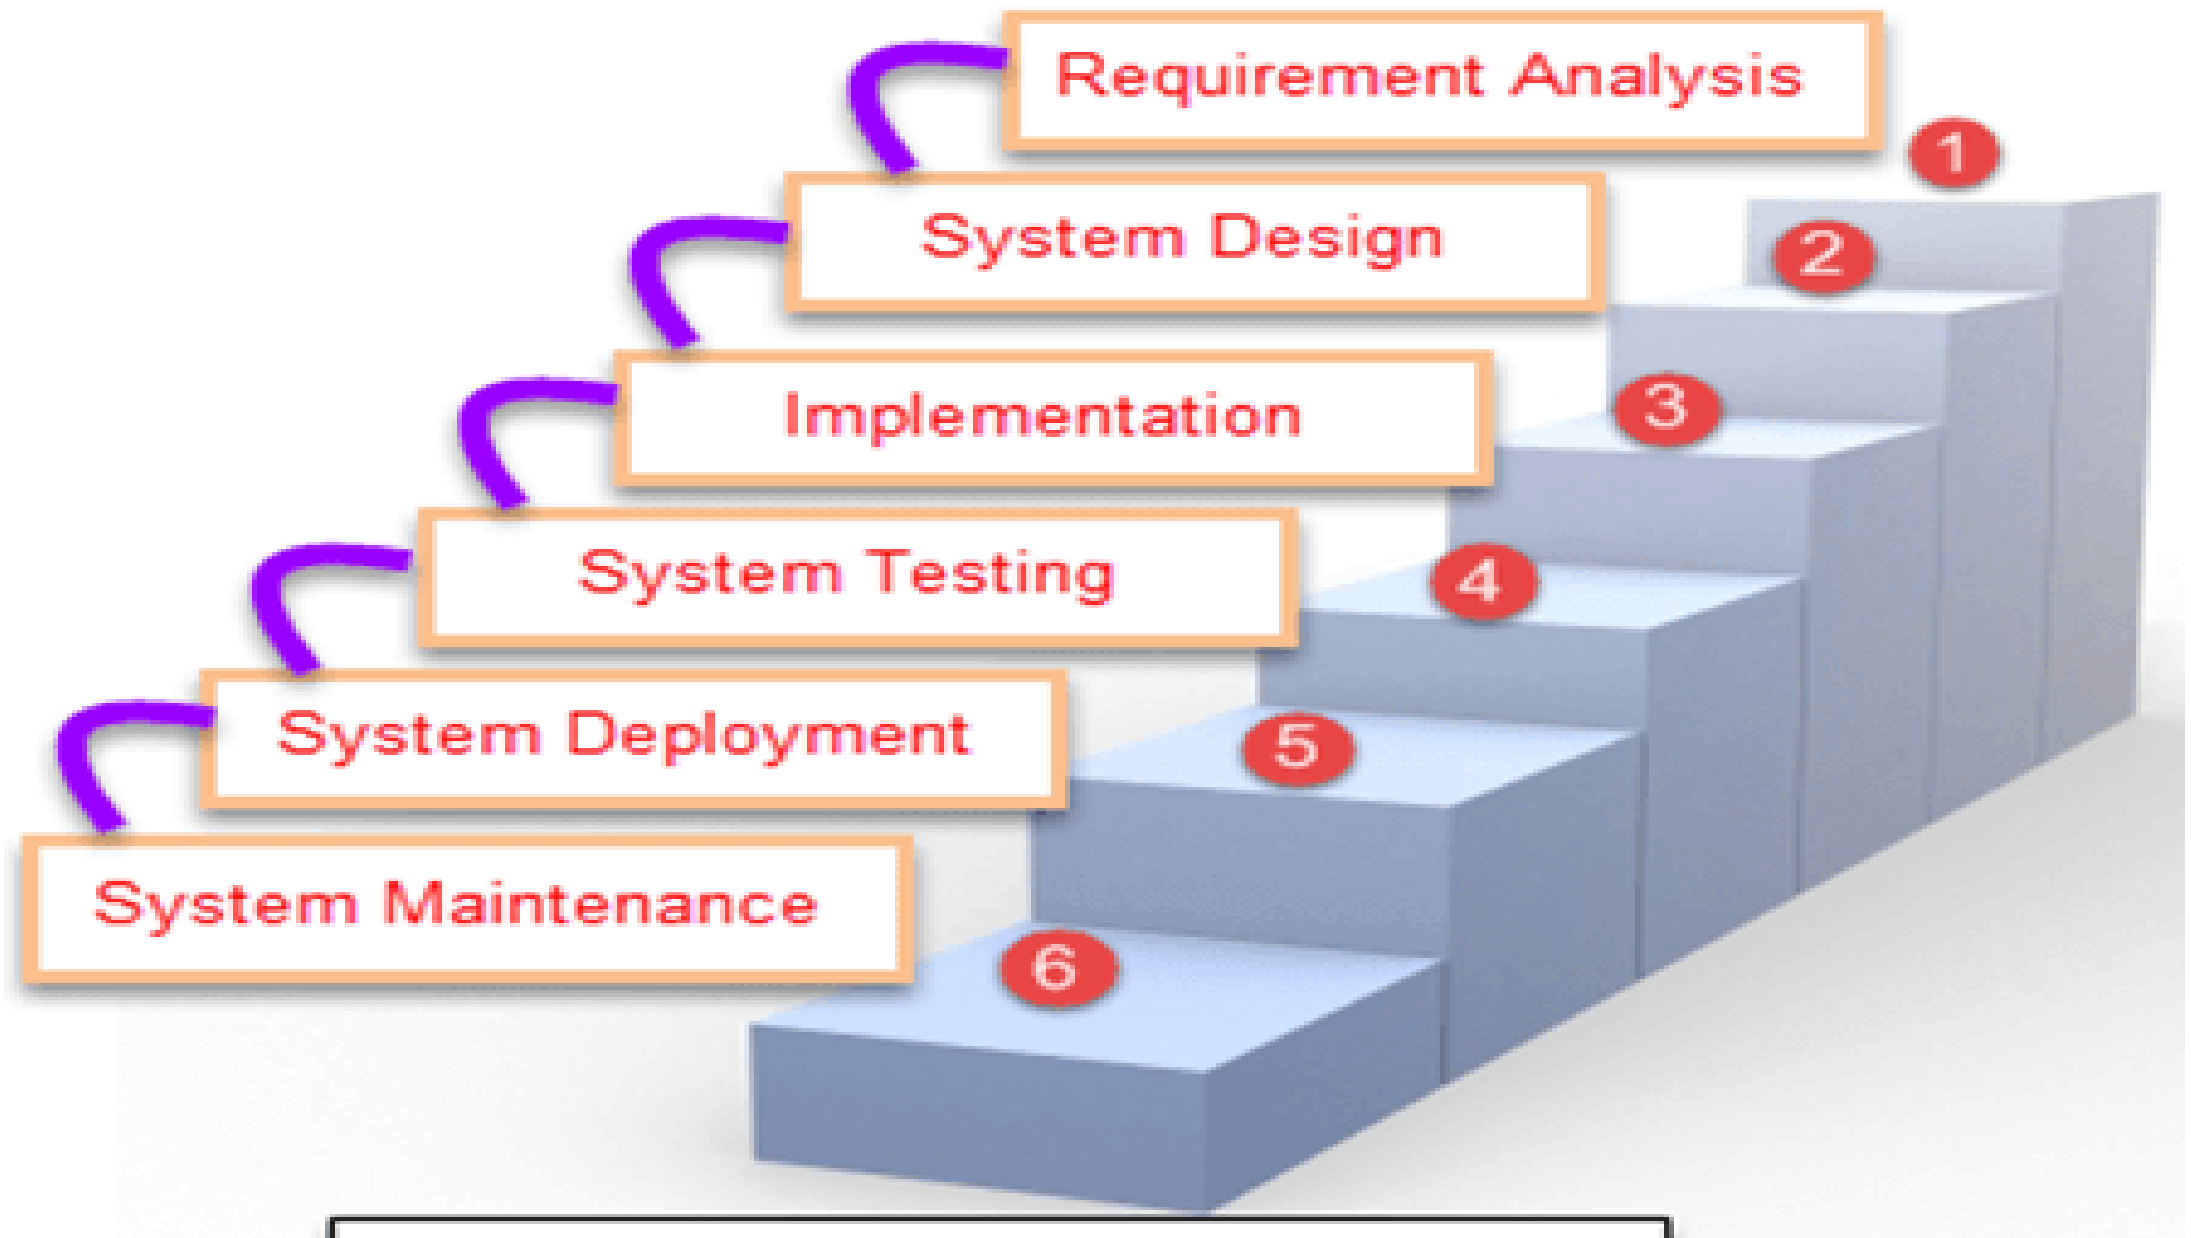 Requirement Analysis
1
System Design
2
Implementation
3
System Testing
4
System Deployment
5
System Maintenance
6